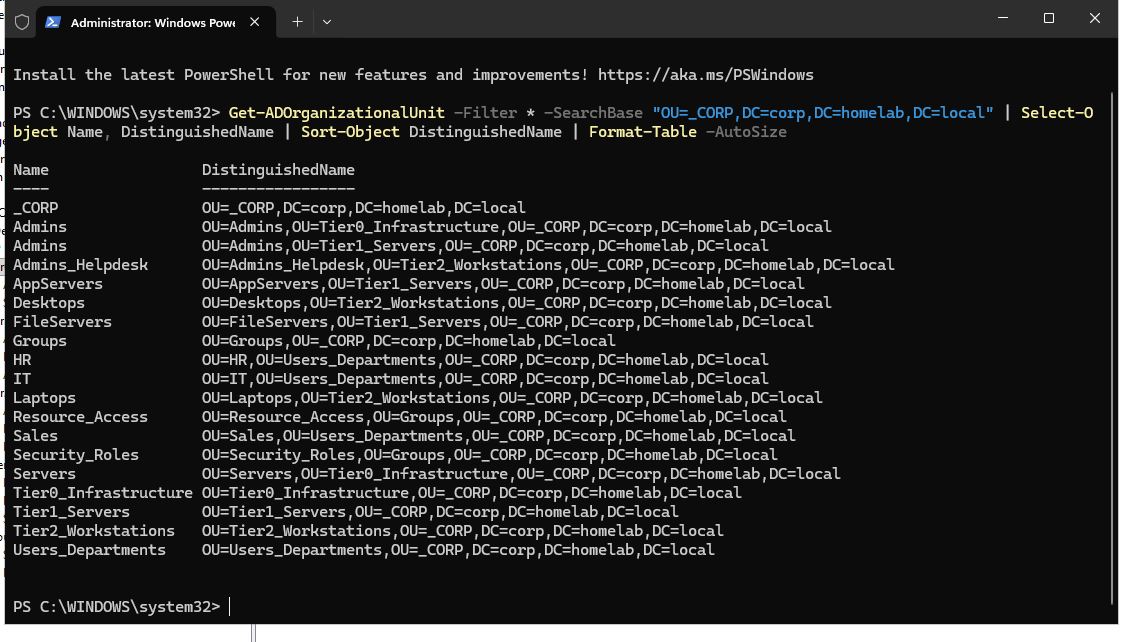 Administrator: Windows Powe
Install the latest PowerShell for new features and improvements! https://aka.ms/PSWindows
PS C:\WINDOWS\system32> Get-ADOrganizationalUnit -Filter * -SearchBase "OU=_CORP,DC=corp,DC=homelab,DC=local" | Select-O
bject Name, DistinguishedName | Sort-Object DistinguishedName | Format-Table -AutoSize
Name DistinguishedName
---- -----------------
_CORP OU=_CORP,DC=corp,DC=homelab,DC=local
Admins OU=Admins,OU=Tier0_Infrastructure,OU=_CORP,DC=corp,DC=homelab,DC=local
Admins OU=Admins,OU=Tier1_Servers,OU=_CORP,DC=corp,DC=homelab,DC=local
Admins_Helpdesk OU=Admins_Helpdesk,OU=Tier2_Workstations,OU=_CORP,DC=corp,DC=homelab,DC=local
AppServers OU=AppServers,OU=Tier1_Servers,OU=_CORP,DC=corp,DC=homelab,DC=local
Desktops OU=Desktops,OU=Tier2_Workstations,OU=_CORP,DC=corp,DC=homelab,DC=local
FileServers OU=FileServers,OU=Tier1_Servers,OU=_CORP,DC=corp,DC=homelab,DC=local
Groups OU=Groups,OU=_CORP,DC=corp,DC=homelab,DC=local
HR OU=HR,OU=Users_Departments,OU=_CORP,DC=corp,DC=homelab,DC=local
IT OU=IT,OU=Users_Departments,OU=_CORP,DC=corp,DC=homelab,DC=local
Laptops OU=Laptops,OU=Tier2_Workstations,OU=_CORP,DC=corp,DC=homelab,DC=local
Resource_Access OU=Resource_Access,OU=Groups,OU=_CORP,DC=corp,DC=homelab,DC=local
Sales OU=Sales,OU=Users_Departments,OU=_CORP,DC=corp,DC=homelab,DC=local
Security_Roles OU=Security_Roles,OU=Groups,OU=_CORP,DC=corp,DC=homelab,DC=local
Servers OU=Servers,OU=Tier0_Infrastructure,OU=_CORP,DC=corp,DC=homelab,DC=local
Tier0_Infrastructure OU=Tier0_Infrastructure,OU=_CORP,DC=corp,DC=homelab,DC=local
Tier1_Servers OU=Tier1_Servers,OU=_CORP,DC=corp,DC=homelab,DC=local
Tier2_Workstations OU=Tier2_Workstations,OU=_CORP,DC=corp,DC=homelab,DC=local
Users_Departments OU=Users_Departments,OU=_CORP,DC=corp,DC=homelab,DC=local
PS C:\WINDOWS\system32>